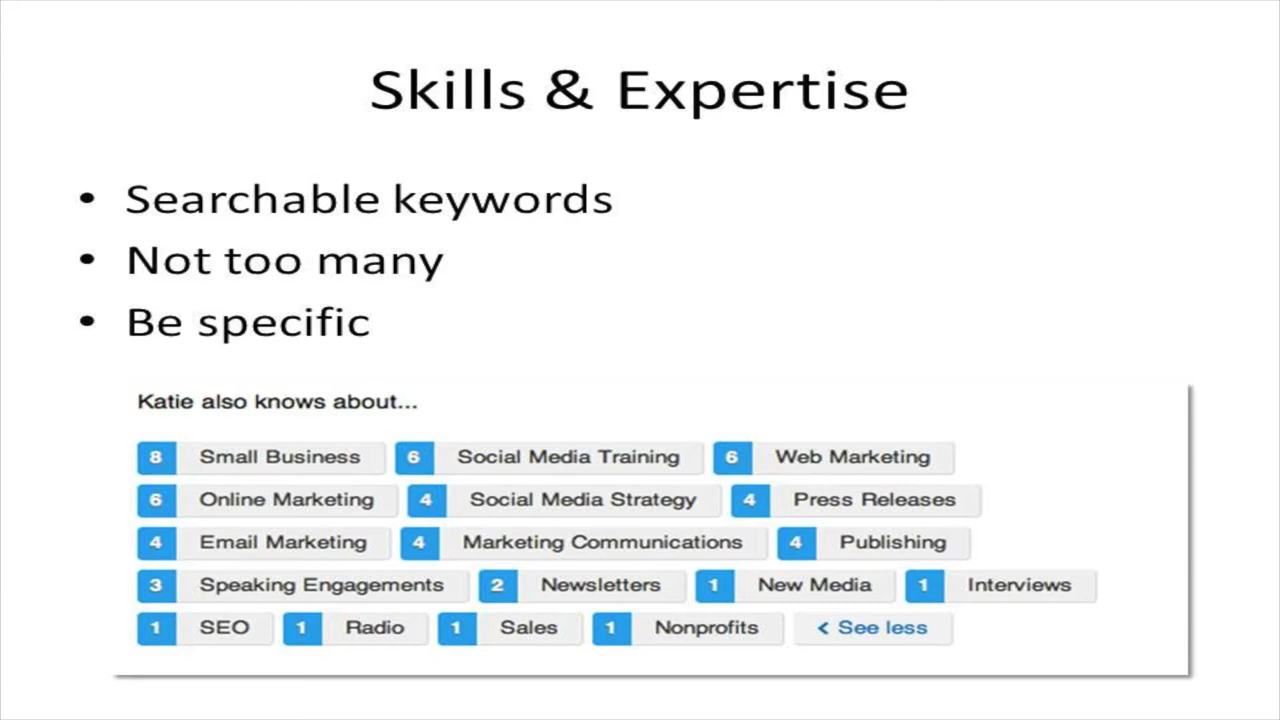 Skills & Expertise
• Searchable keywords
• Not too many
• Be specific
Katie also knows about...
8 Small Business 6 Social Media Training 6 Web Marketing
6 Online Marketing 4 Social Media Strategy 4 Press Releases
4 Email Marketing 4 Marketing Communications 4 Publishing
3 Speaking Engagements 2 Newsletters 1 New Media 1 Interviews
1 SEO 1 Radio 1 Sales 1 Nonprofits < See less